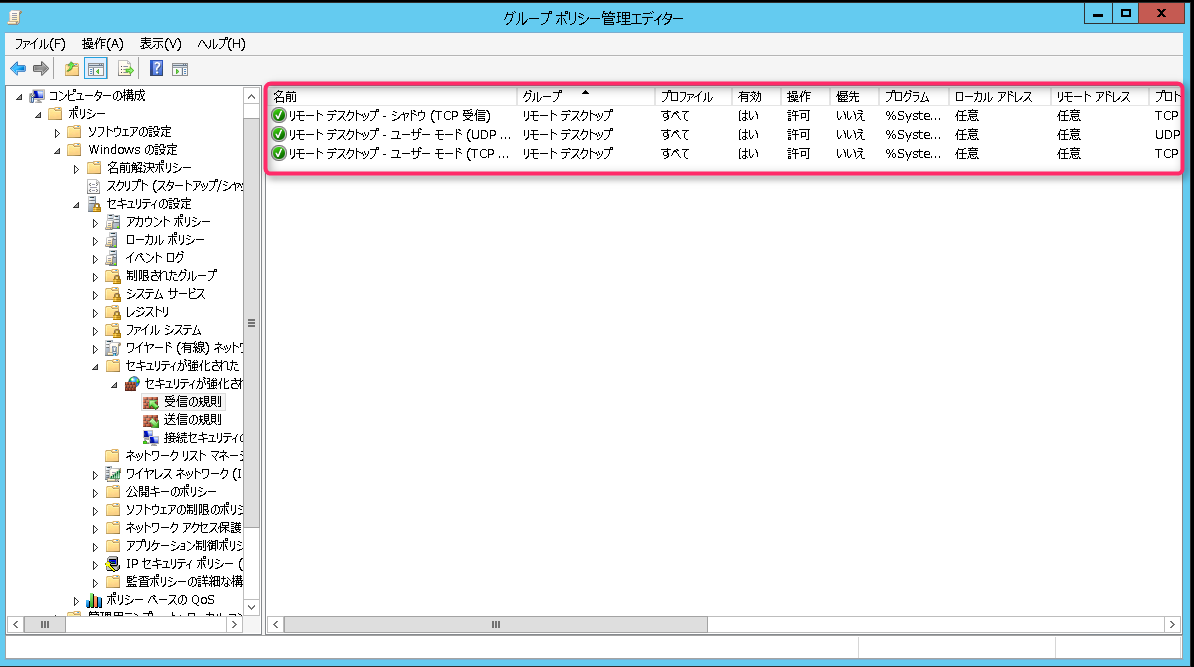 グループ ポリシー管理エディター
ファイル(F) 操作(A) 表示(V) ヘルプ(H)
コンピューターの構成
ポリシー
ソフトウェアの設定
Windows の設定
名前解決ポリシー
スクリプト (スタートアップ/シャッ
セキュリティの設定
アカウント ポリシー
ローカル ポリシー
イベント ログ
制限されたグループ
システム サービス
レジストリ
ファイル システム
ワイヤード (有線) ネットワ
セキュリティが強化された
セキュリティが強化され
受信の規則
送信の規則
接続セキュリティの
ネットワーク リスト マネー
ワイヤレス ネットワーク (I
公開キーのポリシー
ソフトウェアの制限のポリシ
ネットワーク アクセス保護
アプリケーション制御ポリシ
IP セキュリティ ポリシー (
監査ポリシーの詳細な構
ポリシー ベースの QoS
名前 グループ プロファイル 有効 操作 優先 プログラム ローカル アドレス リモート アドレス プロト
リモート デスクトップ - シャドウ (TCP 受信) リモート デスクトップ すべて はい 許可 いいえ %Syste... 任意 任意 TCP
リモート デスクトップ - ユーザー モード (UDP ... リモート デスクトップ すべて はい 許可 いいえ %Syste... 任意 任意 UDP
リモート デスクトップ - ユーザー モード (TCP ... リモート デスクトップ すべて はい 許可 いいえ %Syste... 任意 任意 TCP